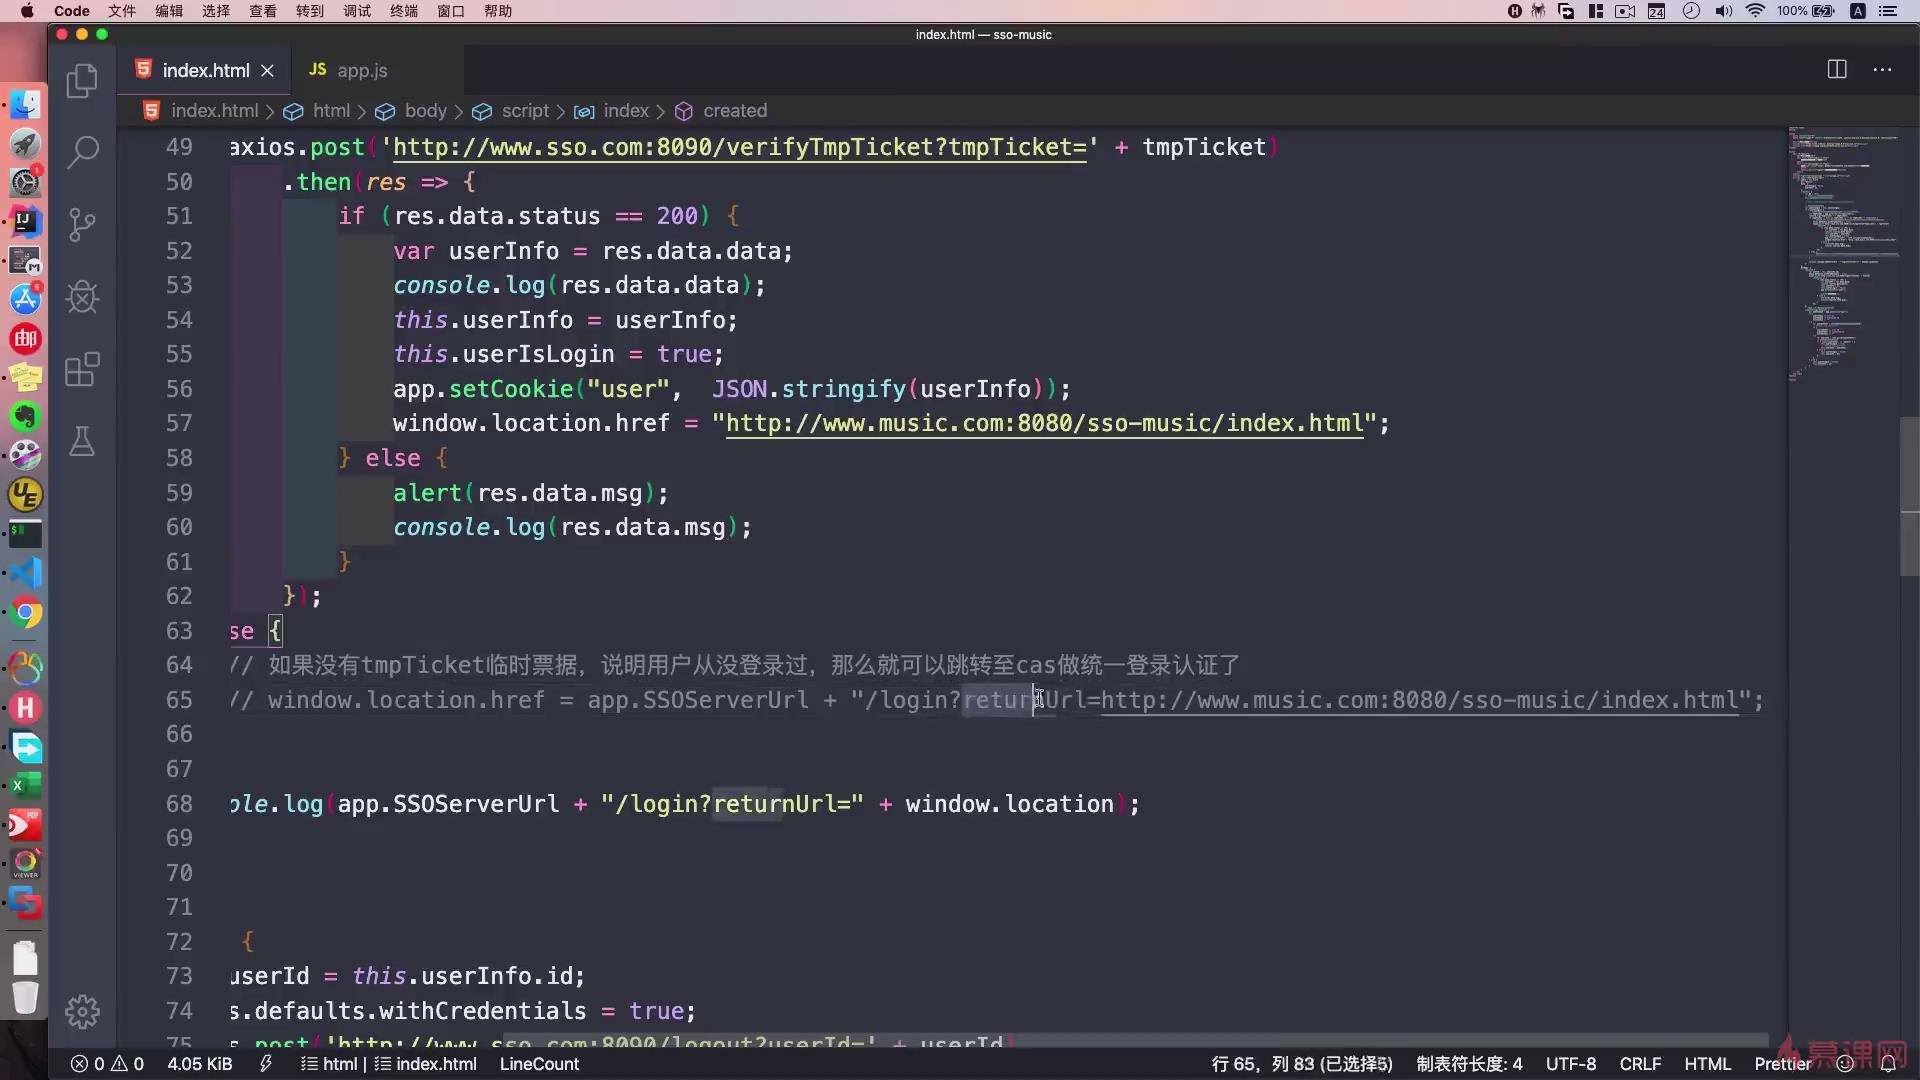 Code 文件 编辑 选择 查看 转到 调试 终端 窗口 帮助 24 100% A
index.html — sso-music
index.html JS app.js
index.html > html > body > script > index > created
49 axios.post('http://www.sso.com:8090/verifyTmpTicket?tmpTicket=' + tmpTicket)
50 .then(res => {
51 if (res.data.status == 200) {
52 var userInfo = res.data.data;
53 console.log(res.data.data);
54 this.userInfo = userInfo;
55 this.userIsLogin = true;
56 app.setCookie("user", JSON.stringify(userInfo));
57 window.location.href = "http://www.music.com:8080/sso-music/index.html";
58 } else {
59 alert(res.data.msg);
60 console.log(res.data.msg);
61 }
62 });
63 se {
64 // 如果没有tmpTicket临时票据，说明用户从没登录过，那么就可以跳转至cas做统一登录认证了
65 // window.location.href = app.SSOServerUrl + "/login?returnUrl=http://www.music.com:8080/sso-music/index.html";
66
67
68 ole.log(app.SSOServerUrl + "/login?returnUrl=" + window.location);
69
70
71
72 {
73 userId = this.userInfo.id;
74 s.defaults.withCredentials = true;
75 s.post('http://www.sso.com:8090/logout?userId=' + userId)
0 0 4.05 KiB html | index.html LineCount 行 65，列 83 (已选择5) 制表符长度: 4 UTF-8 CRLF HTML Prettier
慕课网